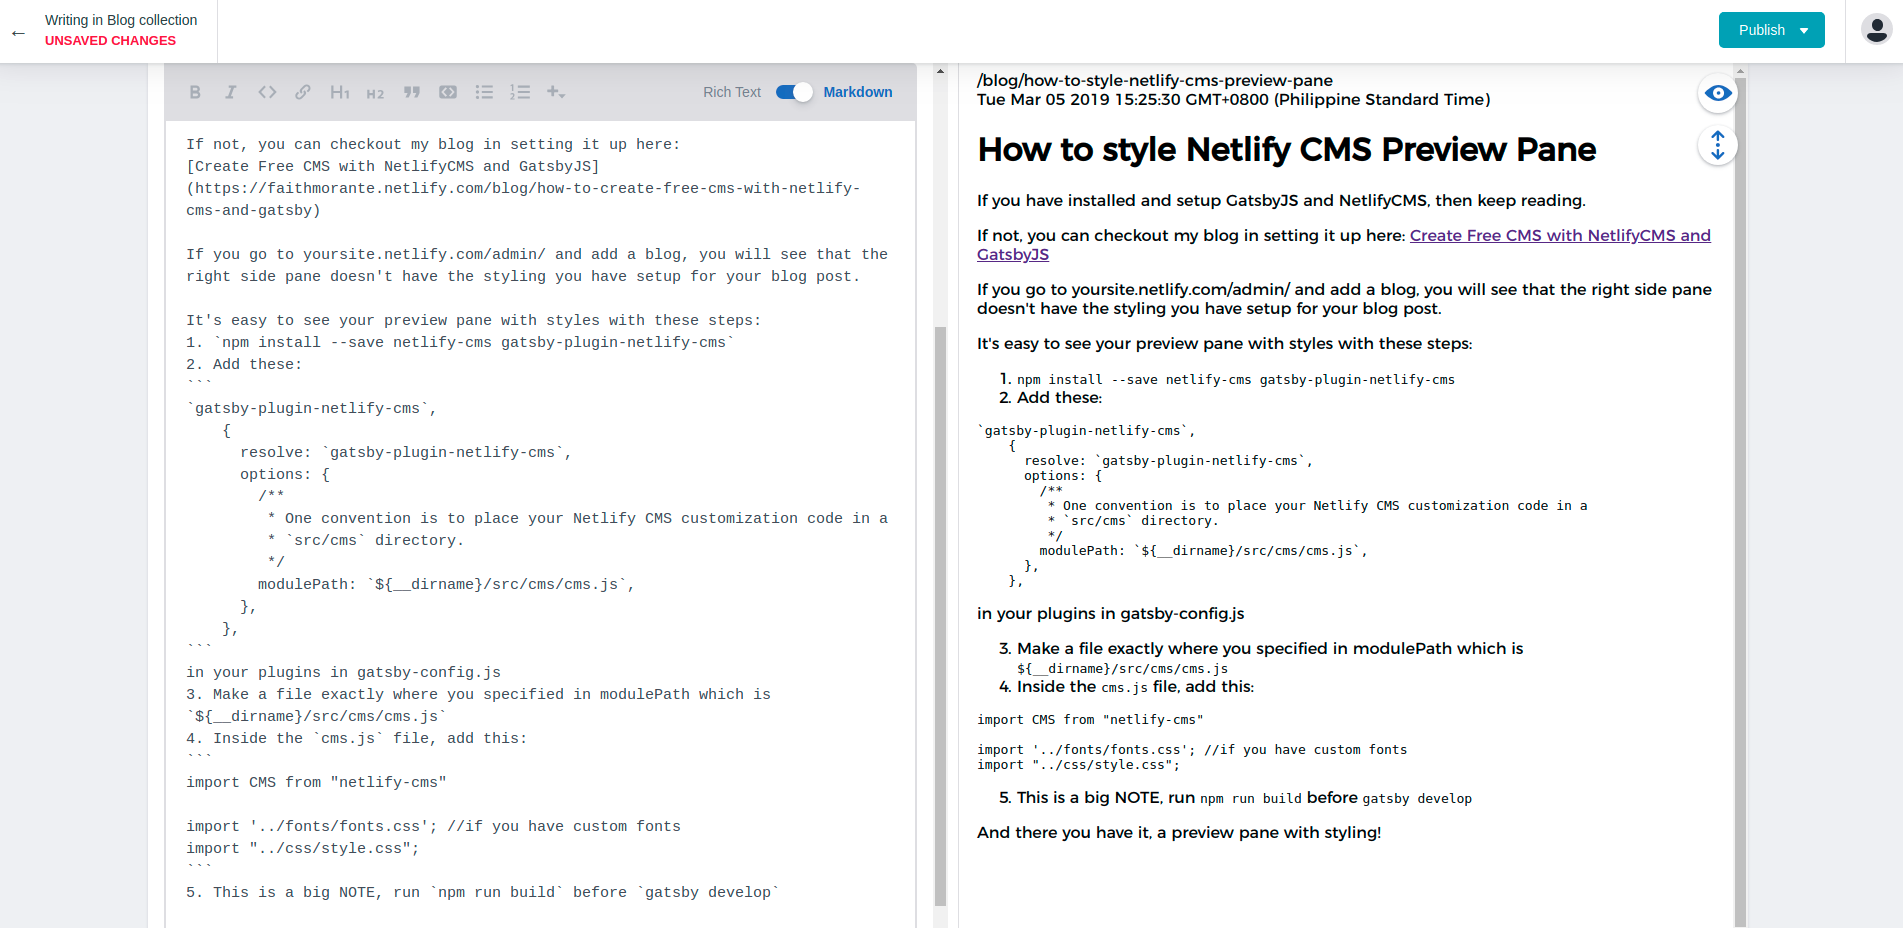 Writing in Blog collection
UNSAVED CHANGES
Publish
B I H1 H2
Rich Text Markdown
If not, you can checkout my blog in setting it up here:
[Create Free CMS with NetlifyCMS and GatsbyJS]
(https://faithmorante.netlify.com/blog/how-to-create-free-cms-with-netlify-
cms-and-gatsby)
If you go to yoursite.netlify.com/admin/ and add a blog, you will see that the
right side pane doesn't have the styling you have setup for your blog post.
It's easy to see your preview pane with styles with these steps:
1. `npm install --save netlify-cms gatsby-plugin-netlify-cms`
2. Add these:
```
`gatsby-plugin-netlify-cms`,
    {
      resolve: `gatsby-plugin-netlify-cms`,
      options: {
        /**
         * One convention is to place your Netlify CMS customization code in a
         * `src/cms` directory.
         */
        modulePath: `${__dirname}/src/cms/cms.js`,
      },
    },
```
in your plugins in gatsby-config.js
3. Make a file exactly where you specified in modulePath which is
`${__dirname}/src/cms/cms.js`
4. Inside the `cms.js` file, add this:
```
import CMS from "netlify-cms"
import '../fonts/fonts.css'; //if you have custom fonts
import "../css/style.css";
```
5. This is a big NOTE, run `npm run build` before `gatsby develop`
/blog/how-to-style-netlify-cms-preview-pane
Tue Mar 05 2019 15:25:30 GMT+0800 (Philippine Standard Time)
How to style Netlify CMS Preview Pane
If you have installed and setup GatsbyJS and NetlifyCMS, then keep reading.
If not, you can checkout my blog in setting it up here: Create Free CMS with NetlifyCMS and
GatsbyJS
If you go to yoursite.netlify.com/admin/ and add a blog, you will see that the right side pane
doesn't have the styling you have setup for your blog post.
It's easy to see your preview pane with styles with these steps:
1. npm install --save netlify-cms gatsby-plugin-netlify-cms
2. Add these:
`gatsby-plugin-netlify-cms`,
    {
      resolve: `gatsby-plugin-netlify-cms`,
      options: {
        /**
         * One convention is to place your Netlify CMS customization code in a
         * `src/cms` directory.
         */
        modulePath: `${__dirname}/src/cms/cms.js`,
      },
    },
in your plugins in gatsby-config.js
3. Make a file exactly where you specified in modulePath which is
${__dirname}/src/cms/cms.js
4. Inside the cms.js file, add this:
import CMS from "netlify-cms"
import '../fonts/fonts.css'; //if you have custom fonts
import "../css/style.css";
5. This is a big NOTE, run npm run build before gatsby develop
And there you have it, a preview pane with styling!